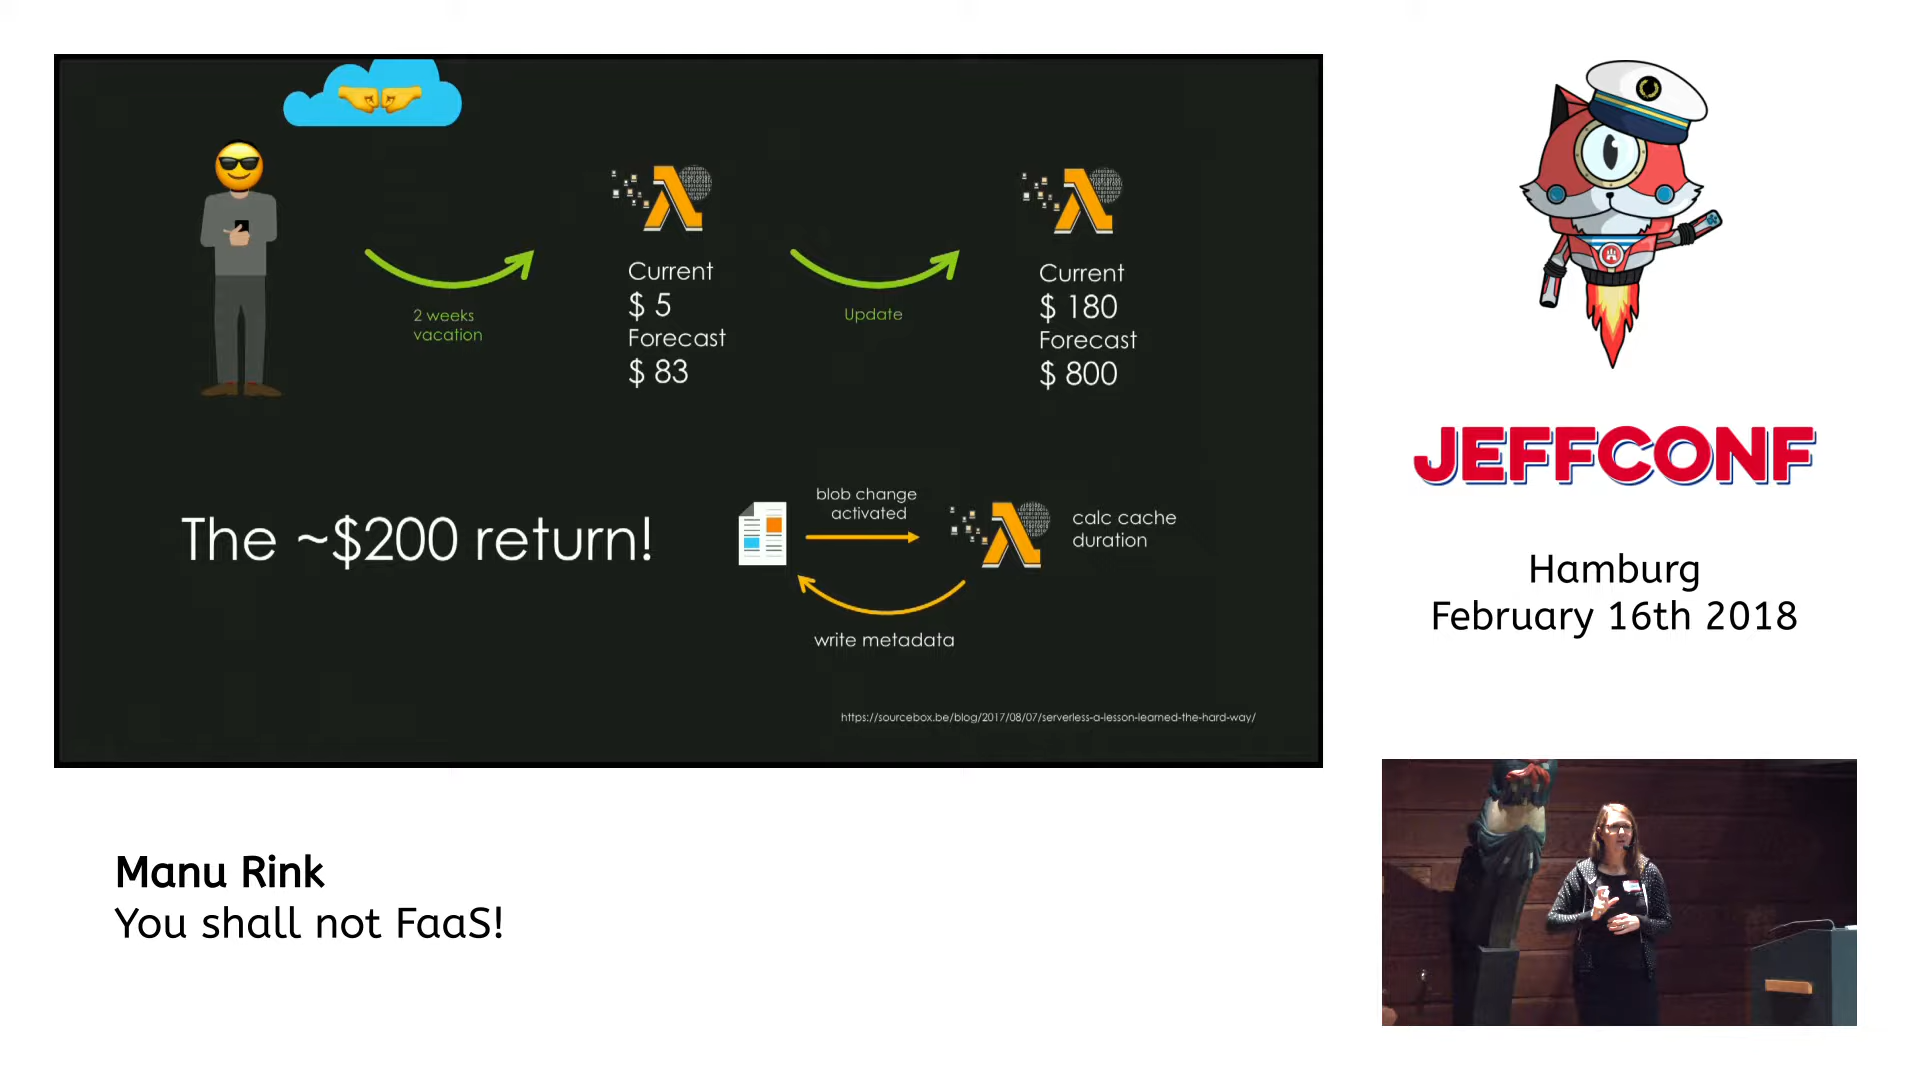 2 weeks
vacation
Current
$ 5
Forecast
$ 83
Update
Current
$ 180
Forecast
$ 800
The ~$200 return!
blob change
activated
calc cache
duration
write metadata
https://sourcebox.be/blog/2017/08/07/serverless-a-lesson-learned-the-hard-way/
JEFFCONF
Hamburg
February 16th 2018
Manu Rink
You shall not FaaS!